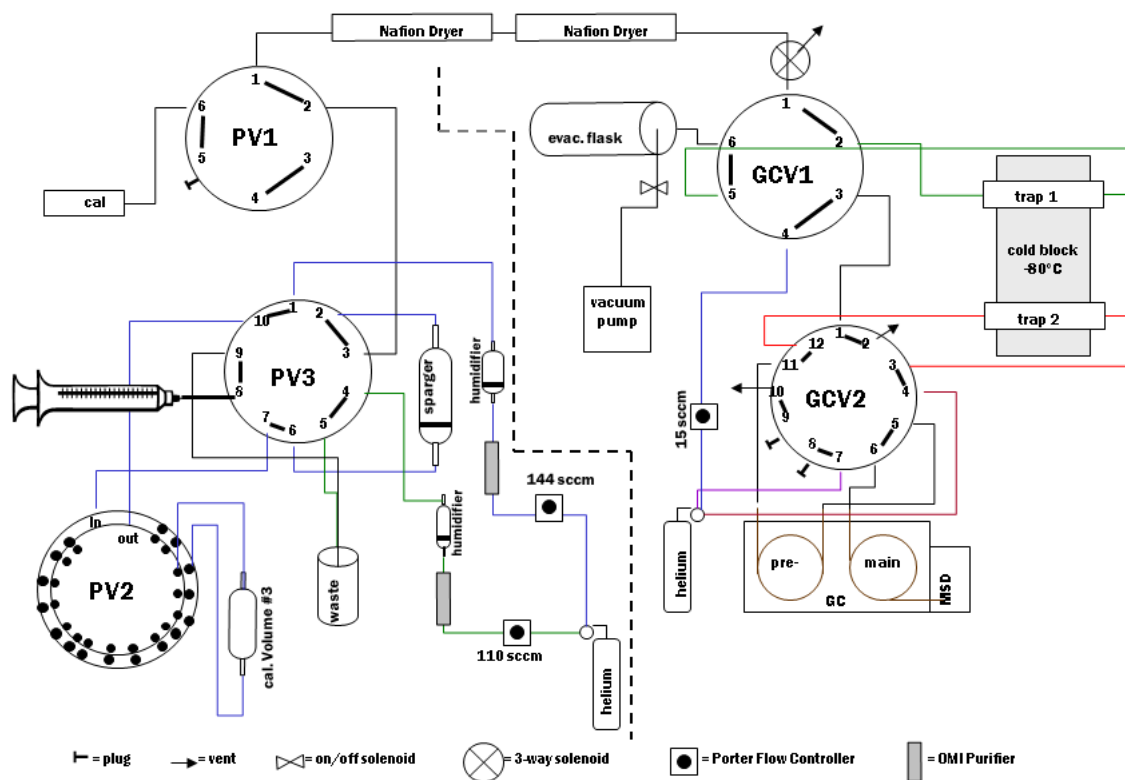 Nafion Dryer
Nafion Dryer
1
2
3
4
5
6
PV1
cal
evac. flask
vacuum
pump
1
2
3
4
5
6
GCV1
trap 1
cold block
-80°C
trap 2
1
2
3
4
5
6
7
8
9
10
PV3
sparger
humidifier
humidifier
144 sccm
110 sccm
15 sccm
1
2
3
4
5
6
7
8
9
10
11
12
GCV2
In
out
PV2
cal. Volume #3
waste
helium
helium
pre-
main
GC
MSD
= plug
= vent
= on/off solenoid
= 3-way solenoid
= Porter Flow Controller
= OMI Purifier